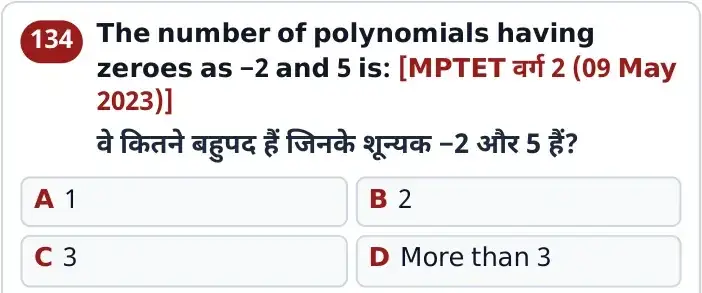 134 The number of polynomials having
zeroes as −2 and 5 is: [MPTET वर्ग 2 (09 May
2023)]
वे कितने बहुपद हैं जिनके शून्यक −2 और 5 हैं?
A 1
B 2
C 3
D More than 3